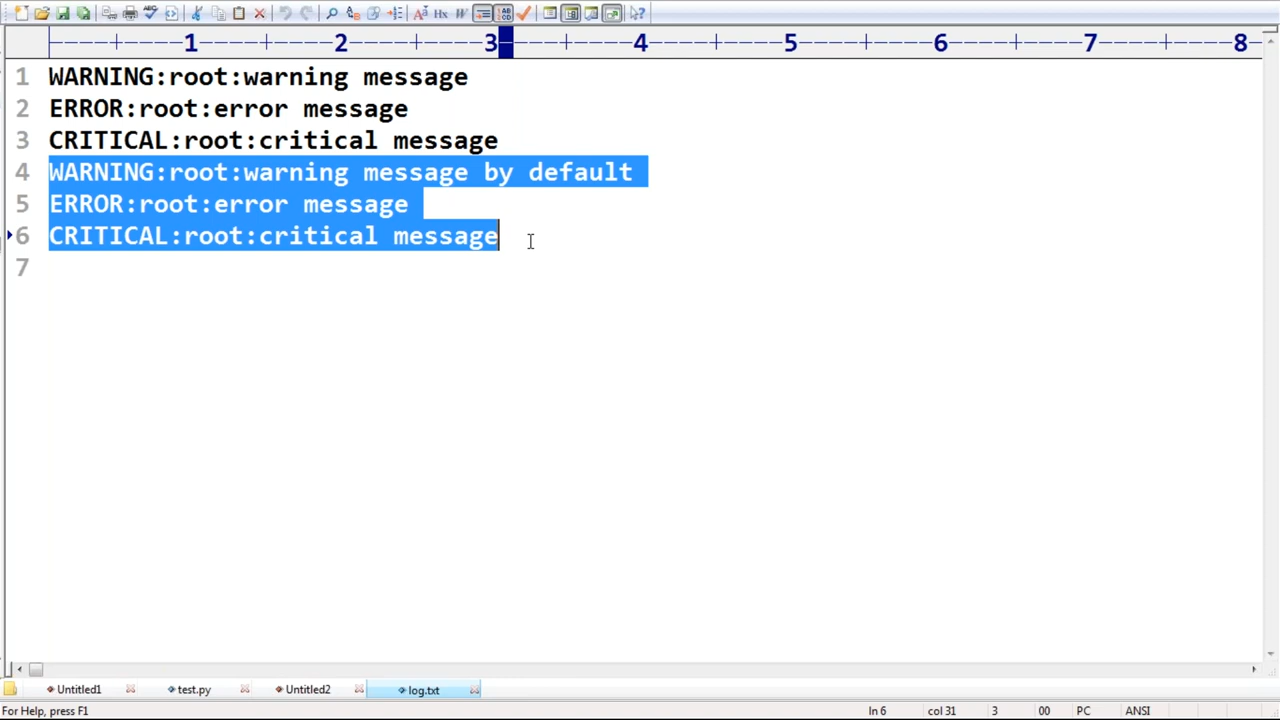 1 2 3 4 5 6 7 8
1 WARNING:root:warning message
2 ERROR:root:error message
3 CRITICAL:root:critical message
4 WARNING:root:warning message by default
5 ERROR:root:error message
6 CRITICAL:root:critical message
7
Untitled1 test.py Untitled2 log.txt
For Help, press F1 ln 6 col 31 3 00 PC ANSI